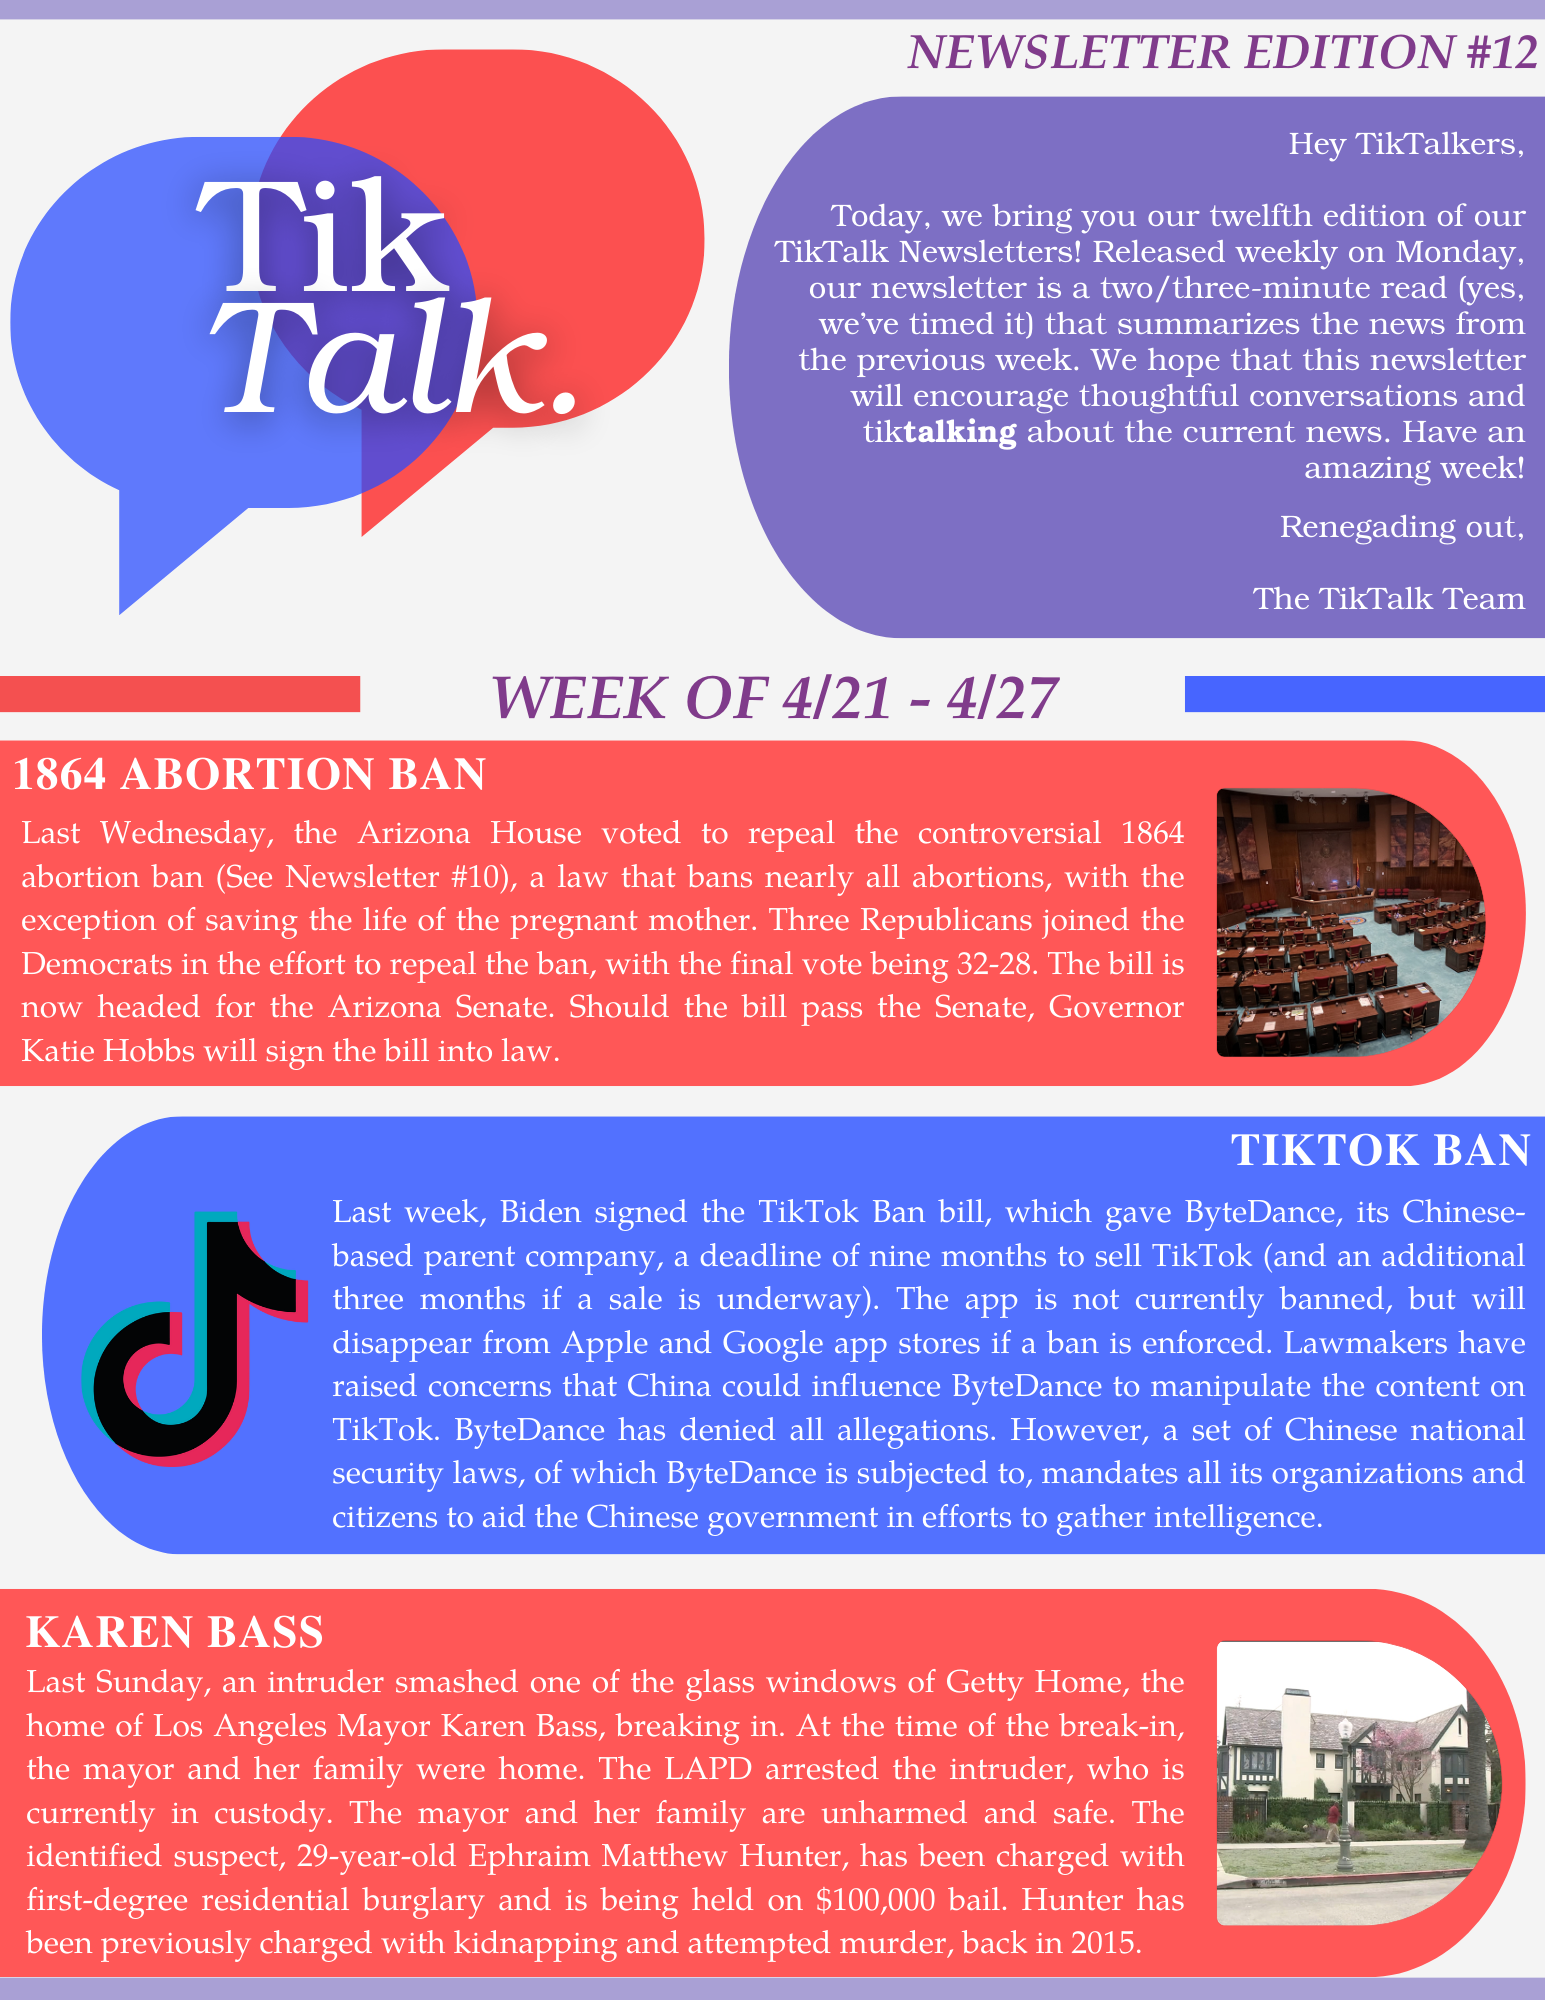 NEWSLETTER EDITION #12
Tik
Talk.
Hey TikTalkers,
Today, we bring you our twelfth edition of our
TikTalk Newsletters! Released weekly on Monday,
our newsletter is a two/three-minute read (yes,
we've timed it) that summarizes the news from
the previous week. We hope that this newsletter
will encourage thoughtful conversations and
tiktalking about the current news. Have an
amazing week!
Renegading out,
The TikTalk Team
WEEK OF 4/21 - 4/27
1864 ABORTION BAN
Last Wednesday, the Arizona House voted to repeal the controversial 1864
abortion ban (See Newsletter #10), a law that bans nearly all abortions, with the
exception of saving the life of the pregnant mother. Three Republicans joined the
Democrats in the effort to repeal the ban, with the final vote being 32-28. The bill is
now headed for the Arizona Senate. Should the bill pass the Senate, Governor
Katie Hobbs will sign the bill into law.
TIKTOK BAN
Last week, Biden signed the TikTok Ban bill, which gave ByteDance, its Chinese-
based parent company, a deadline of nine months to sell TikTok (and an additional
three months if a sale is underway). The app is not currently banned, but will
disappear from Apple and Google app stores if a ban is enforced. Lawmakers have
raised concerns that China could influence ByteDance to manipulate the content on
TikTok. ByteDance has denied all allegations. However, a set of Chinese national
security laws, of which ByteDance is subjected to, mandates all its organizations and
citizens to aid the Chinese government in efforts to gather intelligence.
KAREN BASS
Last Sunday, an intruder smashed one of the glass windows of Getty Home, the
home of Los Angeles Mayor Karen Bass, breaking in. At the time of the break-in,
the mayor and her family were home. The LAPD arrested the intruder, who is
currently in custody. The mayor and her family are unharmed and safe. The
identified suspect, 29-year-old Ephraim Matthew Hunter, has been charged with
first-degree residential burglary and is being held on $100,000 bail. Hunter has
been previously charged with kidnapping and attempted murder, back in 2015.